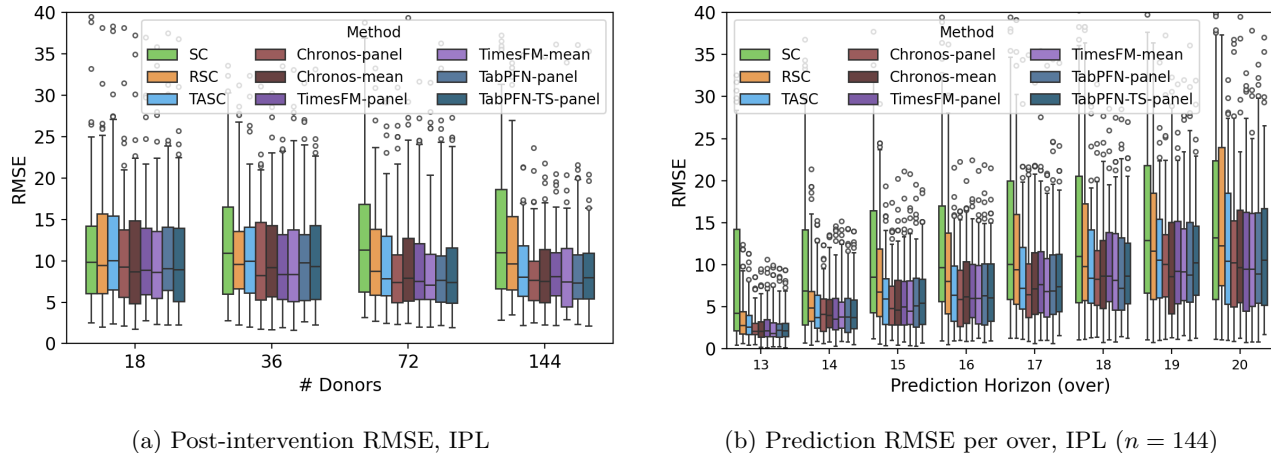 40
35
30
25
20
15
10
5
0
RMSE
Method
SC
RSC
TASC
Chronos-panel
Chronos-mean
TimesFM-panel
TimesFM-mean
TabPFN-panel
TabPFN-TS-panel
18 36 72 144
# Donors
(a) Post-intervention RMSE, IPL
40
35
30
25
20
15
10
5
0
RMSE
Method
SC
RSC
TASC
Chronos-panel
Chronos-mean
TimesFM-panel
TimesFM-mean
TabPFN-panel
TabPFN-TS-panel
13 14 15 16 17 18 19 20
Prediction Horizon (over)
(b) Prediction RMSE per over, IPL (n = 144)